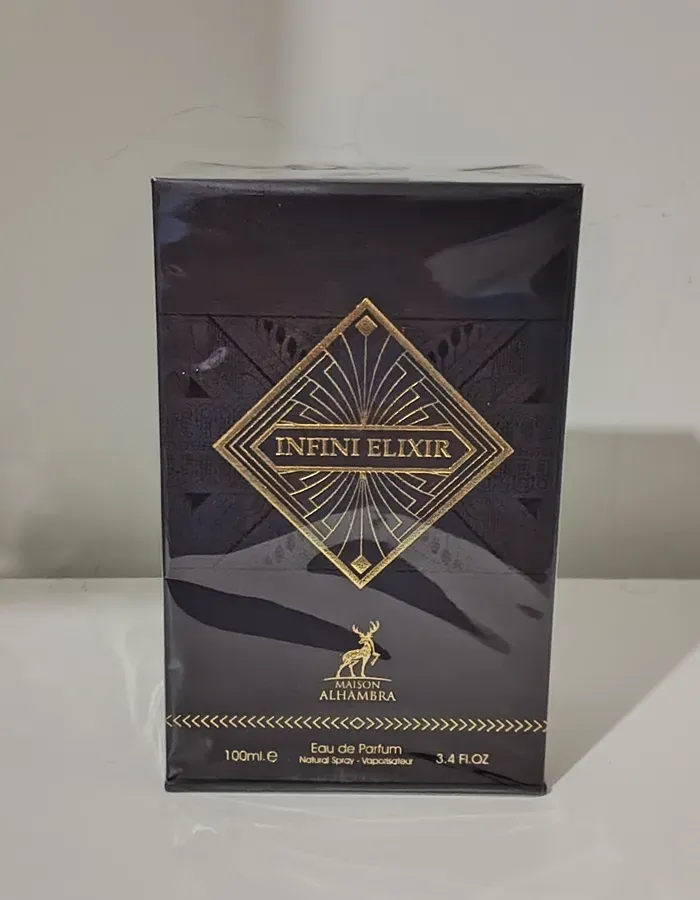 INFINI ELIXIR
MAISON
ALHAMBRA
100ml.e Eau de Parfum 3.4 Fl.OZ
Natural Spray - Vaporisateur